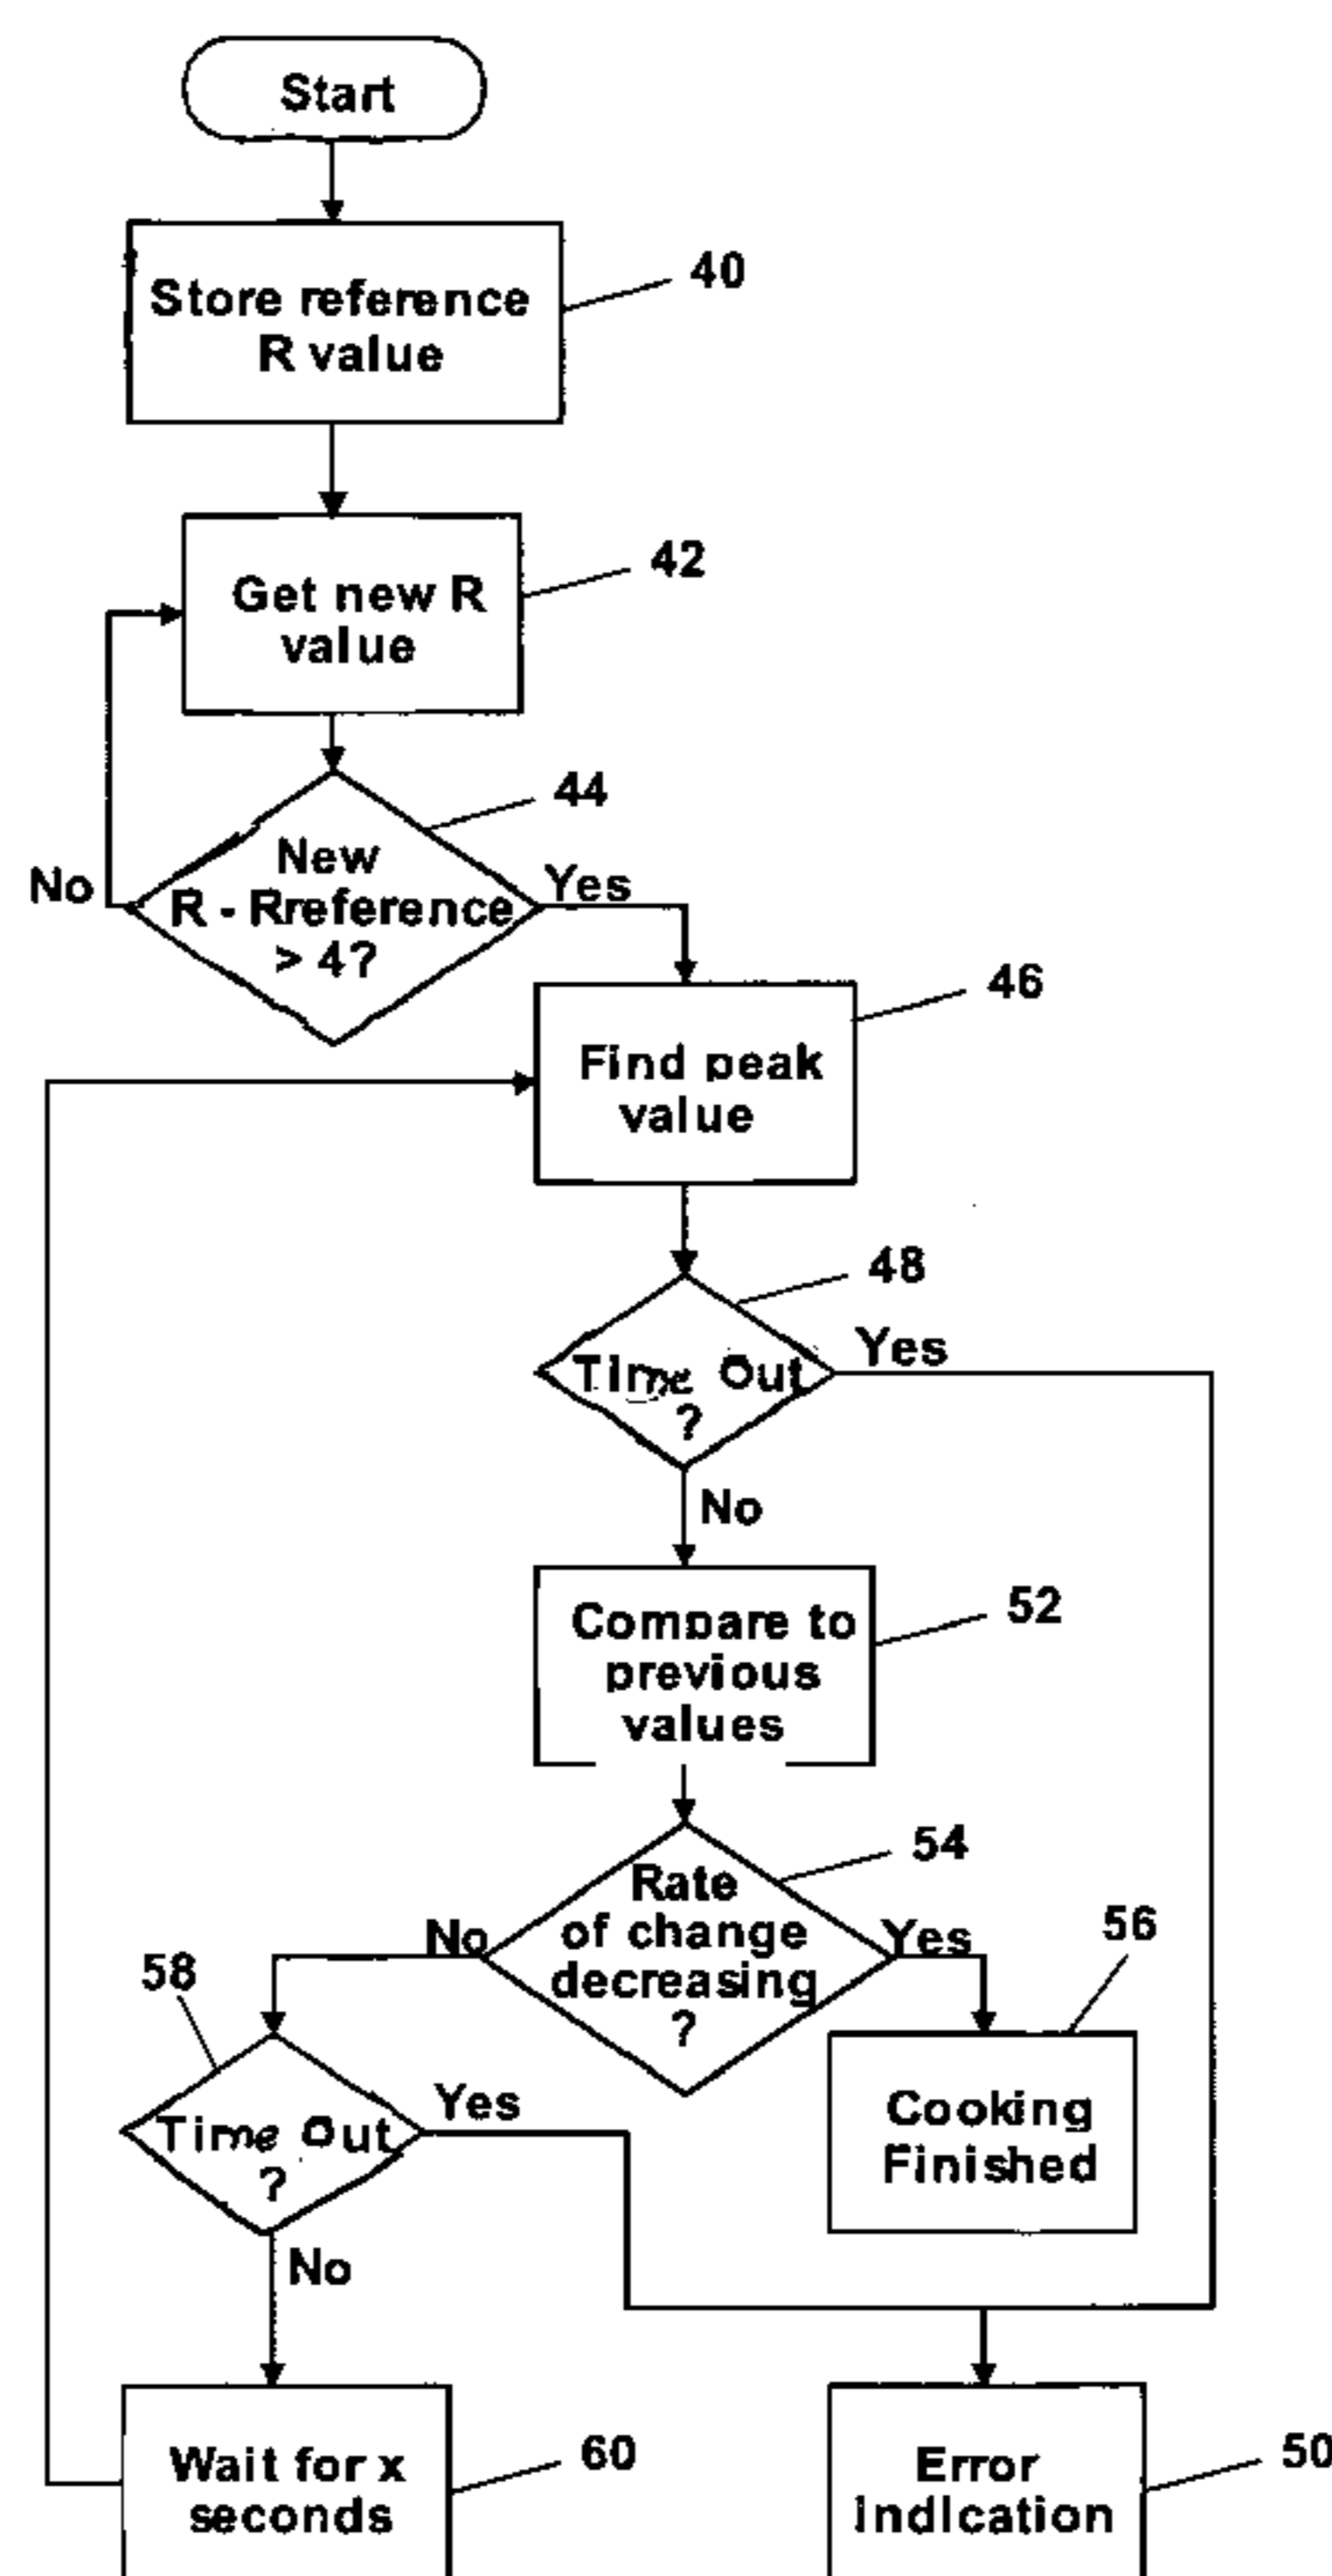 Start
Store reference
R value
40
Get new R
value
42
44
New
R - Rreference
> 4?
No
Yes
46
Find peak
value
48
Time Out
?
Yes
No
52
Compare to
previous
values
54
Rate
of change
decreasing
?
No
Yes
56
58
Cooking
Finished
Time Out
?
Yes
No
Wait for x
seconds
60
Error
Indication
50